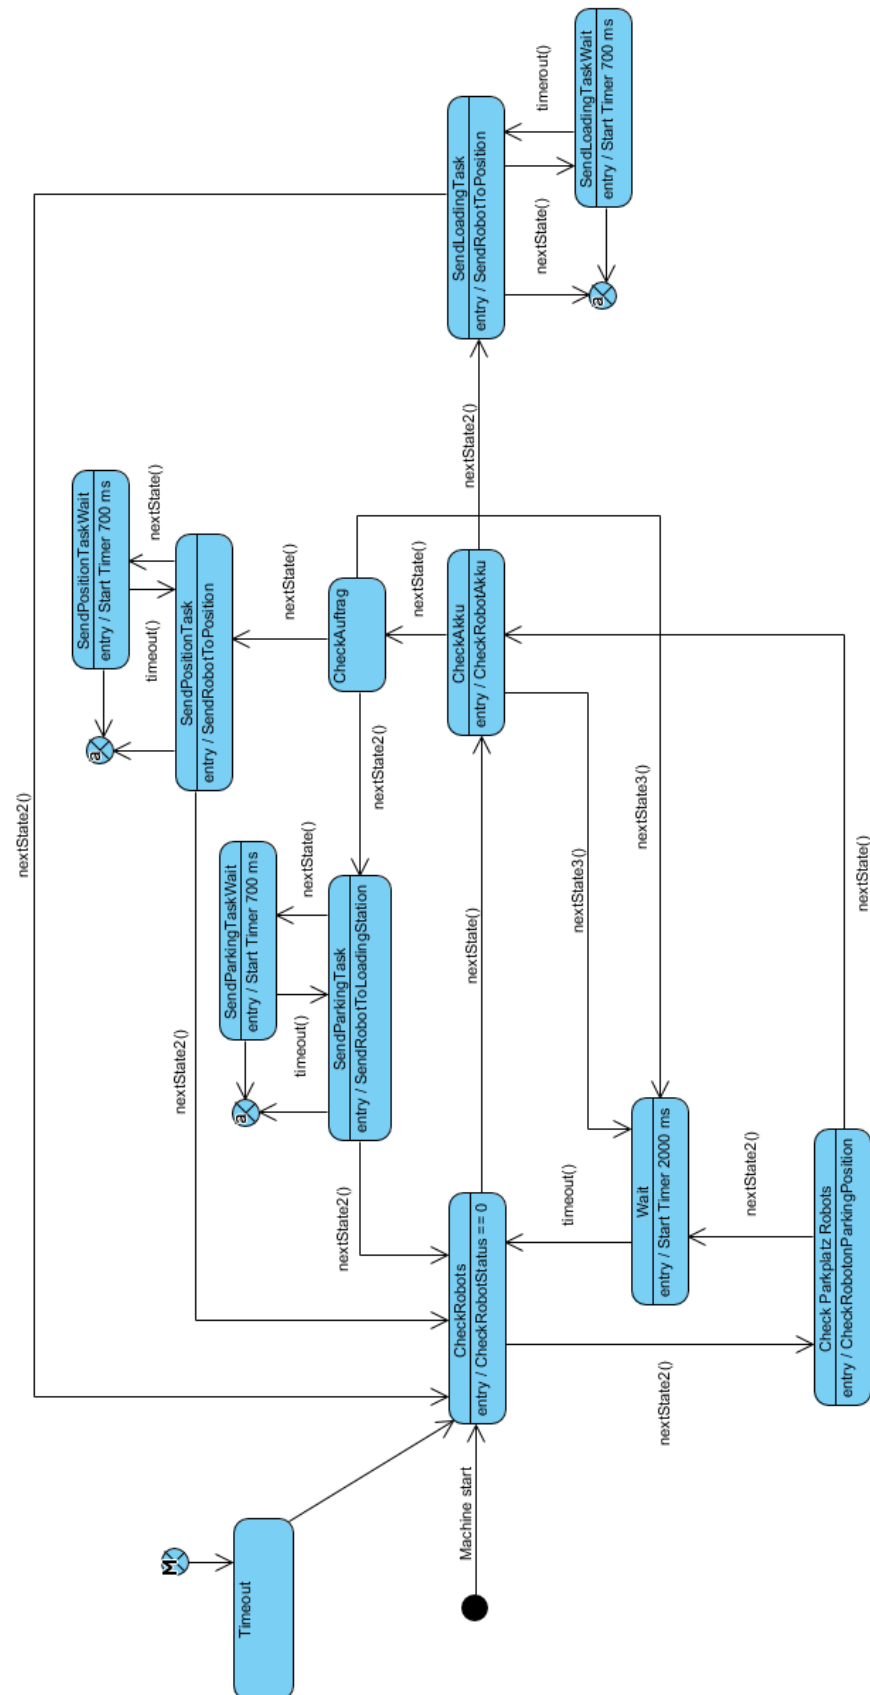 SendLoadingTaskWait
entry / Start Timer 700 ms
timerout()
SendLoadingTask
entry / SendRobotToPosition
nextState()
a
nextState2()
SendPositionTaskWait
entry / Start Timer 700 ms
nextState()
timeout()
a
SendPositionTask
entry / SendRobotToPosition
nextState()
CheckAuftrag
nextState()
CheckAkku
entry / CheckRobotAkku
nextState2()
nextState2()
nextState2()
SendParkingTaskWait
entry / Start Timer 700 ms
nextState()
timeout()
a
SendParkingTask
entry / SendRobotToLoadingStation
nextState2()
nextState()
nextState3()
nextState3()
nextState()
CheckRobots
entry / CheckRobotStatus == 0
timeout()
Wait
entry / Start Timer 2000 ms
nextState2()
Check Parkplatz Robots
entry / CheckRobotonParkingPosition
nextState2()
M
Timeout
Machine start